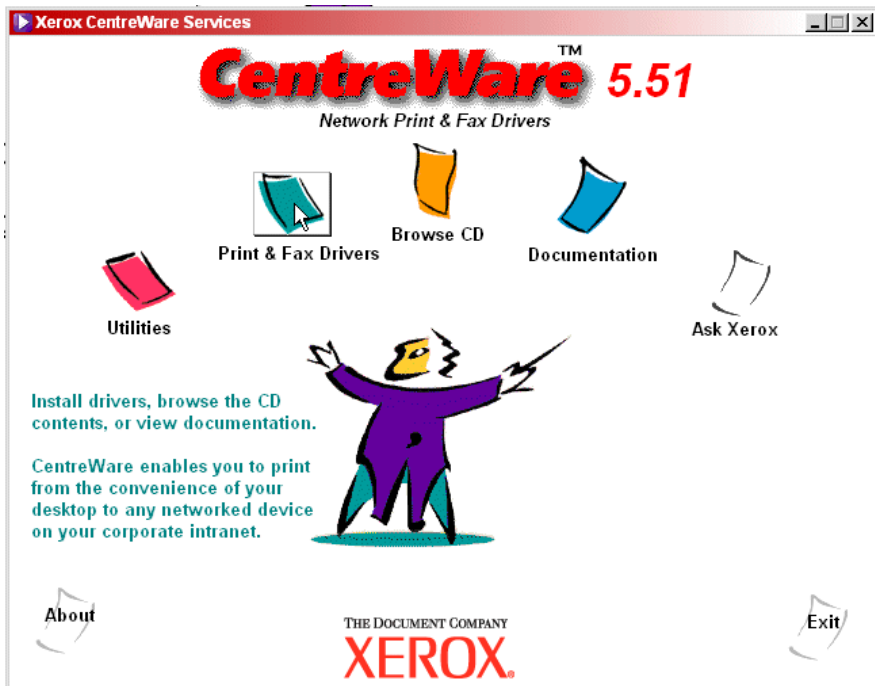 Xerox CentreWare Services
CentreWare™ 5.51
Network Print & Fax Drivers
Browse CD
Print & Fax Drivers
Documentation
Utilities
Ask Xerox
Install drivers, browse the CD
contents, or view documentation.
CentreWare enables you to print
from the convenience of your
desktop to any networked device
on your corporate intranet.
About
THE DOCUMENT COMPANY
XEROX®
Exit